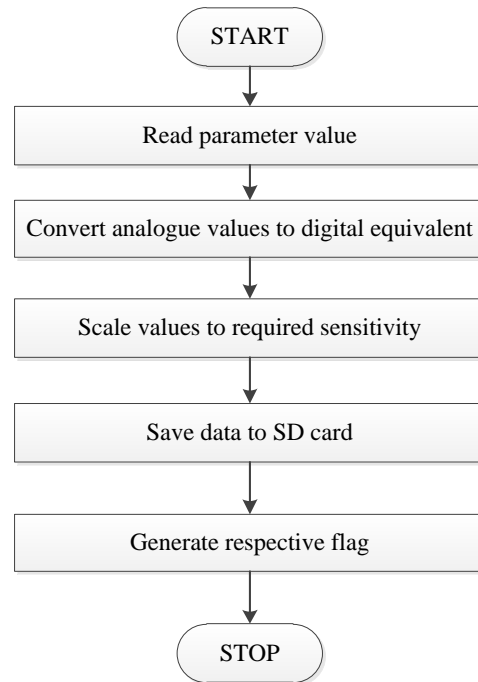 START
Read parameter value
Convert analogue values to digital equivalent
Scale values to required sensitivity
Save data to SD card
Generate respective flag
STOP